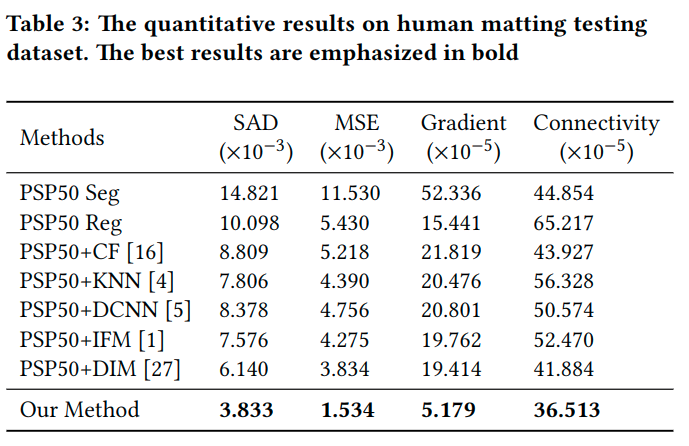 Table 3: The quantitative results on human matting testing
dataset. The best results are emphasized in bold
Methods SAD (×10⁻³) MSE (×10⁻³) Gradient (×10⁻⁵) Connectivity (×10⁻⁵)
PSP50 Seg 14.821 11.530 52.336 44.854
PSP50 Reg 10.098 5.430 15.441 65.217
PSP50+CF [16] 8.809 5.218 21.819 43.927
PSP50+KNN [4] 7.806 4.390 20.476 56.328
PSP50+DCNN [5] 8.378 4.756 20.801 50.574
PSP50+IFM [1] 7.576 4.275 19.762 52.470
PSP50+DIM [27] 6.140 3.834 19.414 41.884
Our Method 3.833 1.534 5.179 36.513